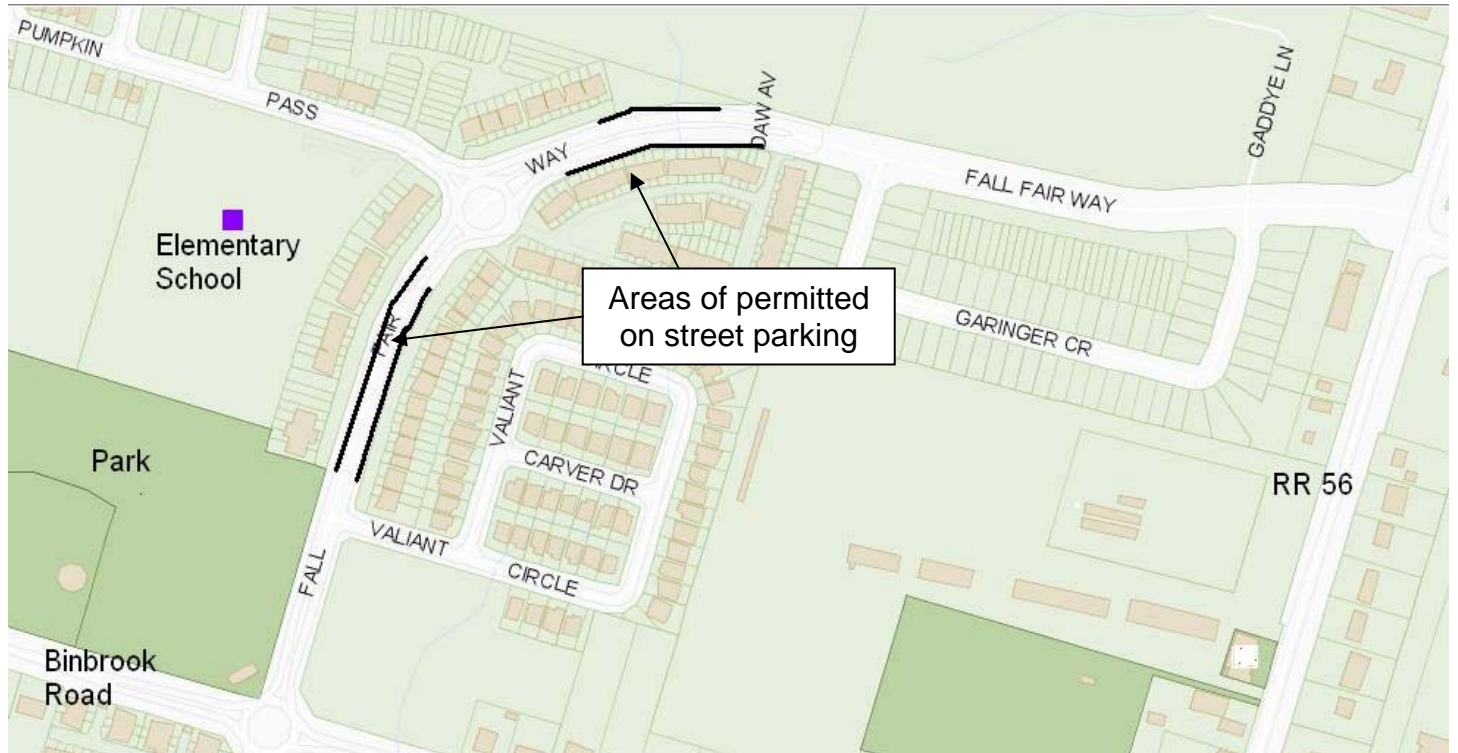 PUMPKIN
PASS
WAY
DAW AV
GADDYE LN
FALL FAIR WAY
Elementary
School
Areas of permitted
on street parking
FAIR
GARINGER CR
VALIANT
CARVER DR
Park
RR 56
VALIANT
CIRCLE
FALL
Binbrook
Road